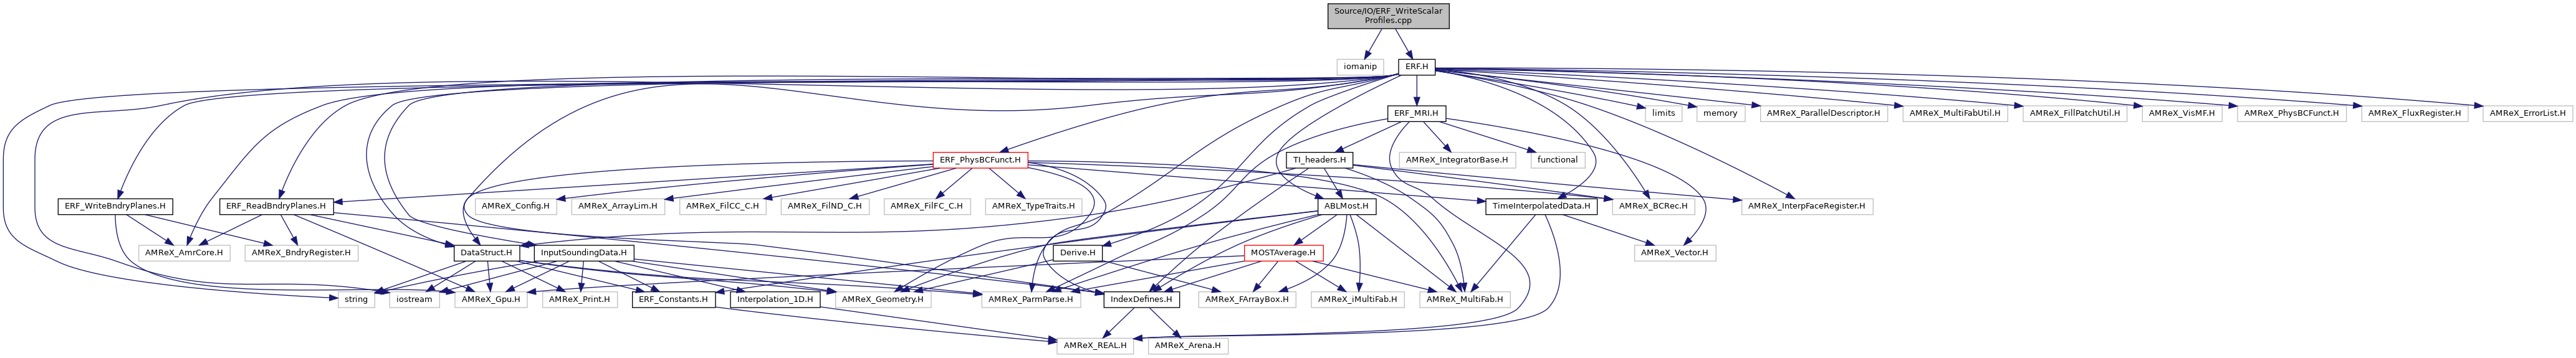 Source/IO/ERF_WriteScalar
Profiles.cpp
iomanip
ERF.H
ERF_MRI.H
limits
memory
AMReX_ParallelDescriptor.H
AMReX_MultiFabUtil.H
AMReX_FillPatchUtil.H
AMReX_VisMF.H
AMReX_PhysBCFunct.H
AMReX_FluxRegister.H
AMReX_ErrorList.H
ERF_PhysBCFunct.H
TI_headers.H
AMReX_IntegratorBase.H
functional
ERF_WriteBndryPlanes.H
ERF_ReadBndryPlanes.H
AMReX_Config.H
AMReX_ArrayLim.H
AMReX_FilCC_C.H
AMReX_FilND_C.H
AMReX_FilFC_C.H
AMReX_TypeTraits.H
ABLMost.H
TimeInterpolatedData.H
AMReX_BCRec.H
AMReX_InterpFaceRegister.H
AMReX_AmrCore.H
AMReX_BndryRegister.H
DataStruct.H
InputSoundingData.H
Derive.H
MOSTAverage.H
AMReX_Vector.H
string
iostream
AMReX_Gpu.H
AMReX_Print.H
ERF_Constants.H
Interpolation_1D.H
AMReX_Geometry.H
AMReX_ParmParse.H
IndexDefines.H
AMReX_FArrayBox.H
AMReX_iMultiFab.H
AMReX_MultiFab.H
AMReX_REAL.H
AMReX_Arena.H